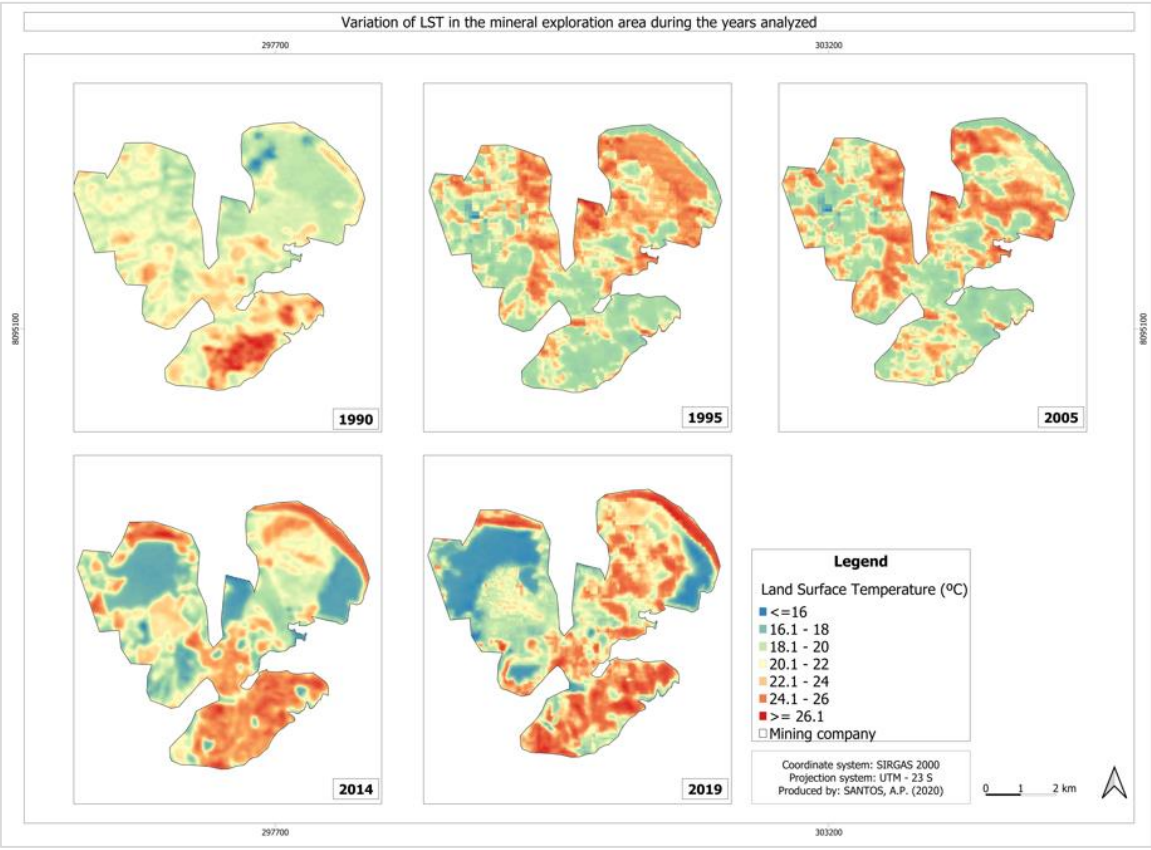 Variation of LST in the mineral exploration area during the years analyzed
297700 303200
8095100 8095100
1990 1995 2005
2014 2019
Legend
Land Surface Temperature (ºC)
<=16
16.1 - 18
18.1 - 20
20.1 - 22
22.1 - 24
24.1 - 26
>= 26.1
Mining company
Coordinate system: SIRGAS 2000
Projection system: UTM - 23 S
Produced by: SANTOS, A.P. (2020)
0 1 2 km
297700 303200